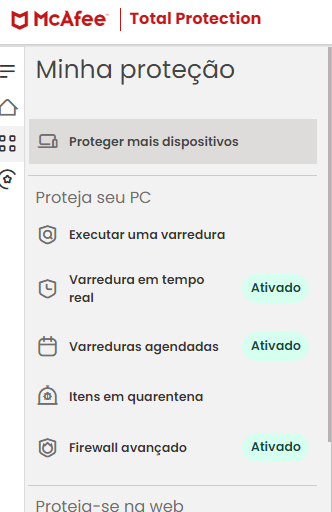 McAfee | Total Protection
Minha proteção
Proteger mais dispositivos
Proteja seu PC
Executar uma varredura
Varredura em tempo
real
Ativado
Varreduras agendadas
Ativado
Itens em quarentena
Firewall avançado
Ativado
Proteja-se na web